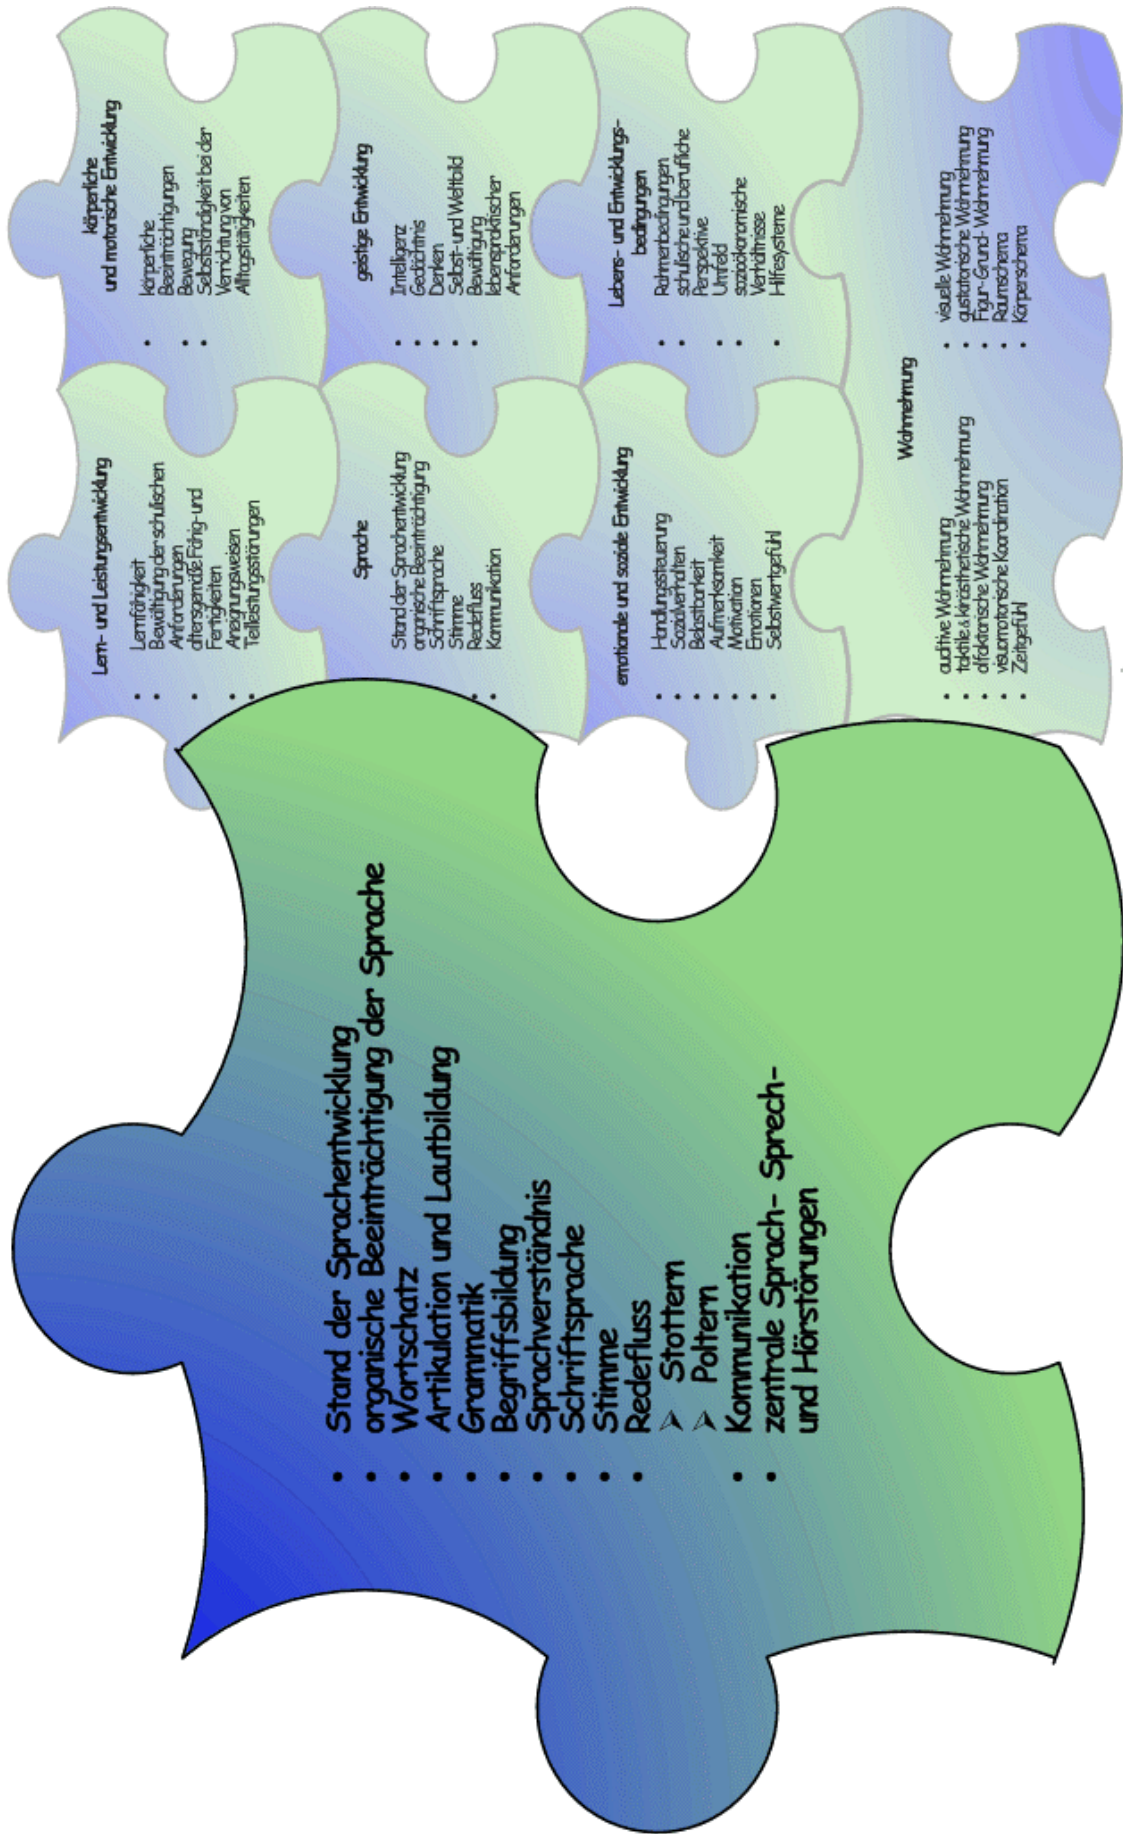 • Stand der Sprachentwicklung
• organische Beeinträchtigung der Sprache
• Wortschatz
• Artikulation und Lautbildung
• Grammatik
• Begriffsbildung
• Sprachverständnis
• Schriftsprache
• Stimme
• Redefluss
➢ Stottern
➢ Poltern
• Kommunikation
• zentrale Sprach- Sprech-
und Hörstörungen
Lern- und Leistungsentwicklung
• Lernfähigkeit
• Bewältigung der schulischen
Anforderungen
• altersgemäße Fähig- und
Fertigkeiten
• Aneignungsweisen
• Teilleistungsstörungen
körperliche
und motorische Entwicklung
• körperliche
Beeinträchtigungen
• Bewegung
• Selbstständigkeit bei der
Verrichtung von
Alltagstätigkeiten
Sprache
Stand der Sprachentwicklung
organische Beeinträchtigung
Schriftsprache
Stimme
• Redefluss
• Kommunikation
geistige Entwicklung
• Intelligenz
• Gedächtnis
• Denken
• Selbst- und Weltbild
• Bewältigung
lebenspraktischer
Anforderungen
emotionale und soziale Entwicklung
• Handlungssteuerung
• Sozialverhalten
• Belastbarkeit
• Aufmerksamkeit
• Motivation
• Emotionen
• Selbstwertgefühl
Lebens- und Entwicklungs-
bedingungen
• Rahmenbedingungen
• schulische und berufliche
Perspektive
• Umfeld
• sozioökonomische
Verhältnisse
• Hilfesysteme
Wahrnehmung
• auditive Wahrnehmung
• taktile & kinästhetische Wahrnehmung
• olfaktorische Wahrnehmung
• visuomotorische Koordination
• Zeitgefühl
• visuelle Wahrnehmung
• gustatorische Wahrnehmung
• Figur-Grund- Wahrnehmung
• Raumschema
• Körperschema